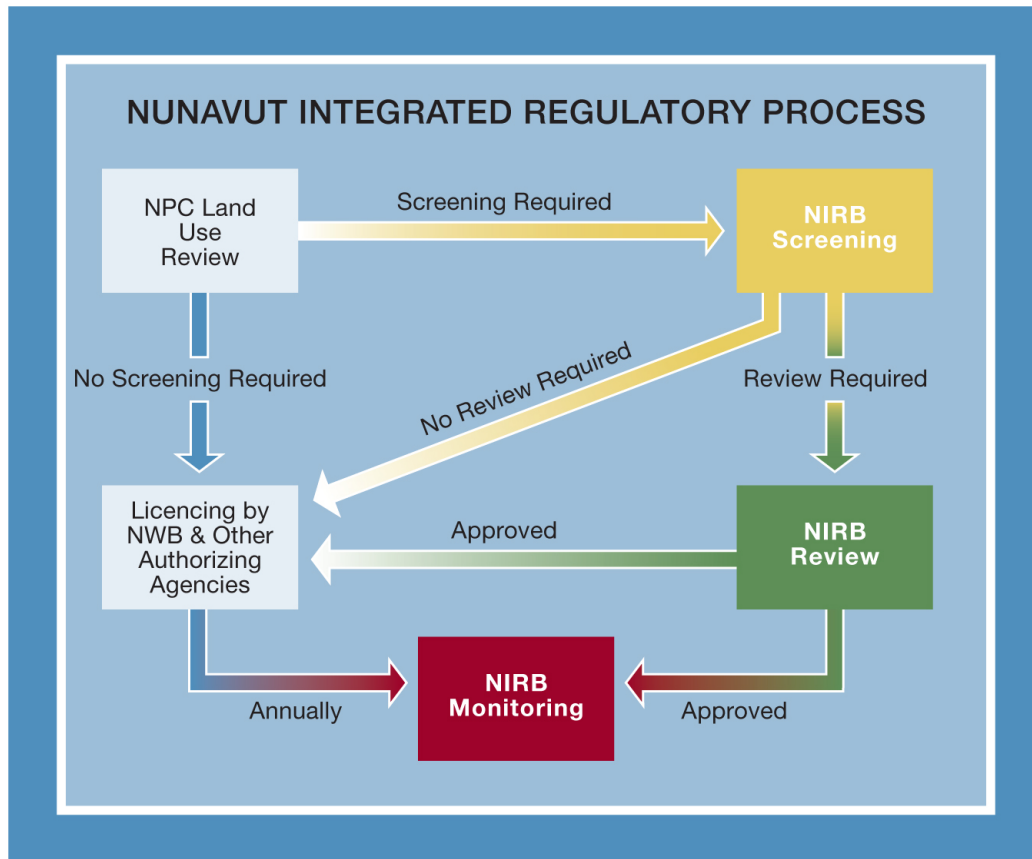 NUNAVUT INTEGRATED REGULATORY PROCESS
NPC Land
Use
Review
Screening Required
NIRB
Screening
No Screening Required
No Review Required
Review Required
Licencing by
NWB & Other
Authorizing
Agencies
Approved
NIRB
Review
NIRB
Monitoring
Annually
Approved